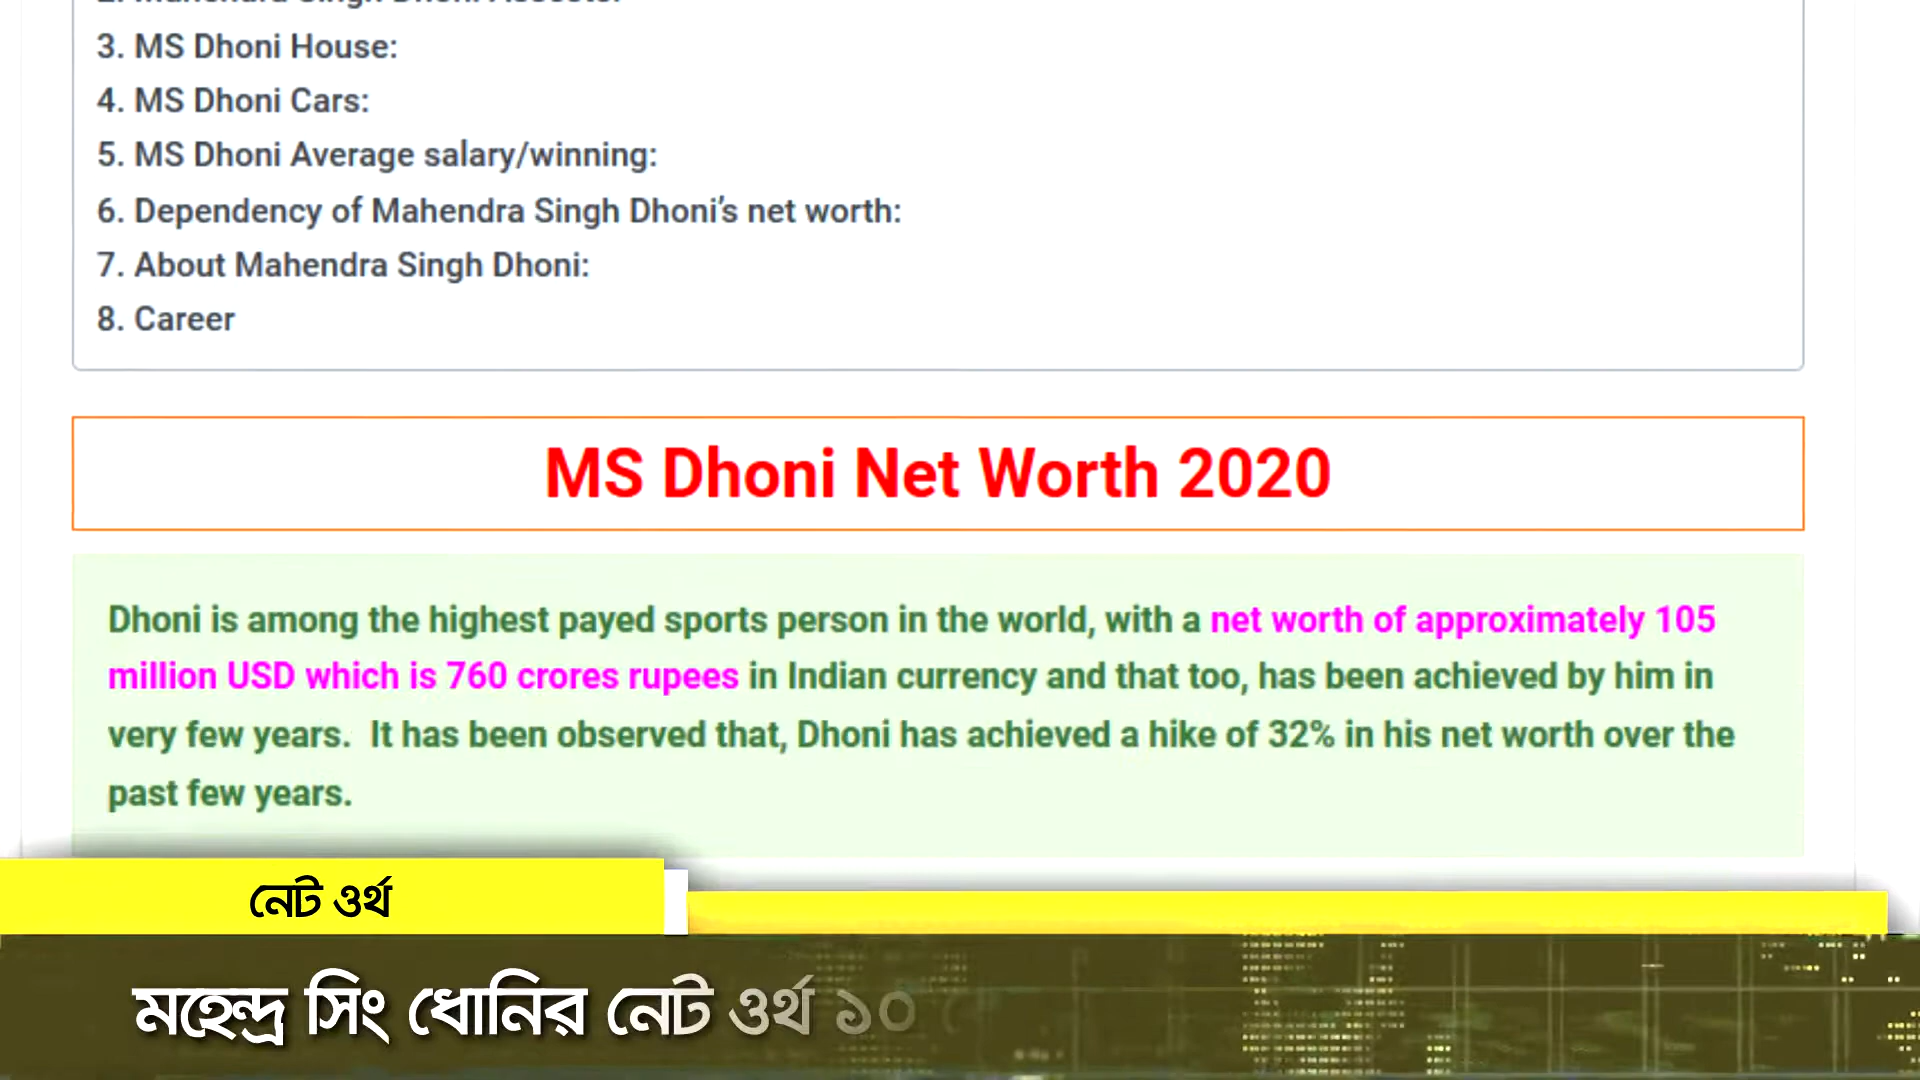 2. Mahendra Singh Dhoni Assests:
3. MS Dhoni House:
4. MS Dhoni Cars:
5. MS Dhoni Average salary/winning:
6. Dependency of Mahendra Singh Dhoni’s net worth:
7. About Mahendra Singh Dhoni:
8. Career
MS Dhoni Net Worth 2020
Dhoni is among the highest payed sports person in the world, with a net worth of approximately 105
million USD which is 760 crores rupees in Indian currency and that too, has been achieved by him in
very few years. It has been observed that, Dhoni has achieved a hike of 32% in his net worth over the
past few years.
নেট ওর্থ
মহেন্দ্র সিং ধোনির নেট ওর্থ ১০